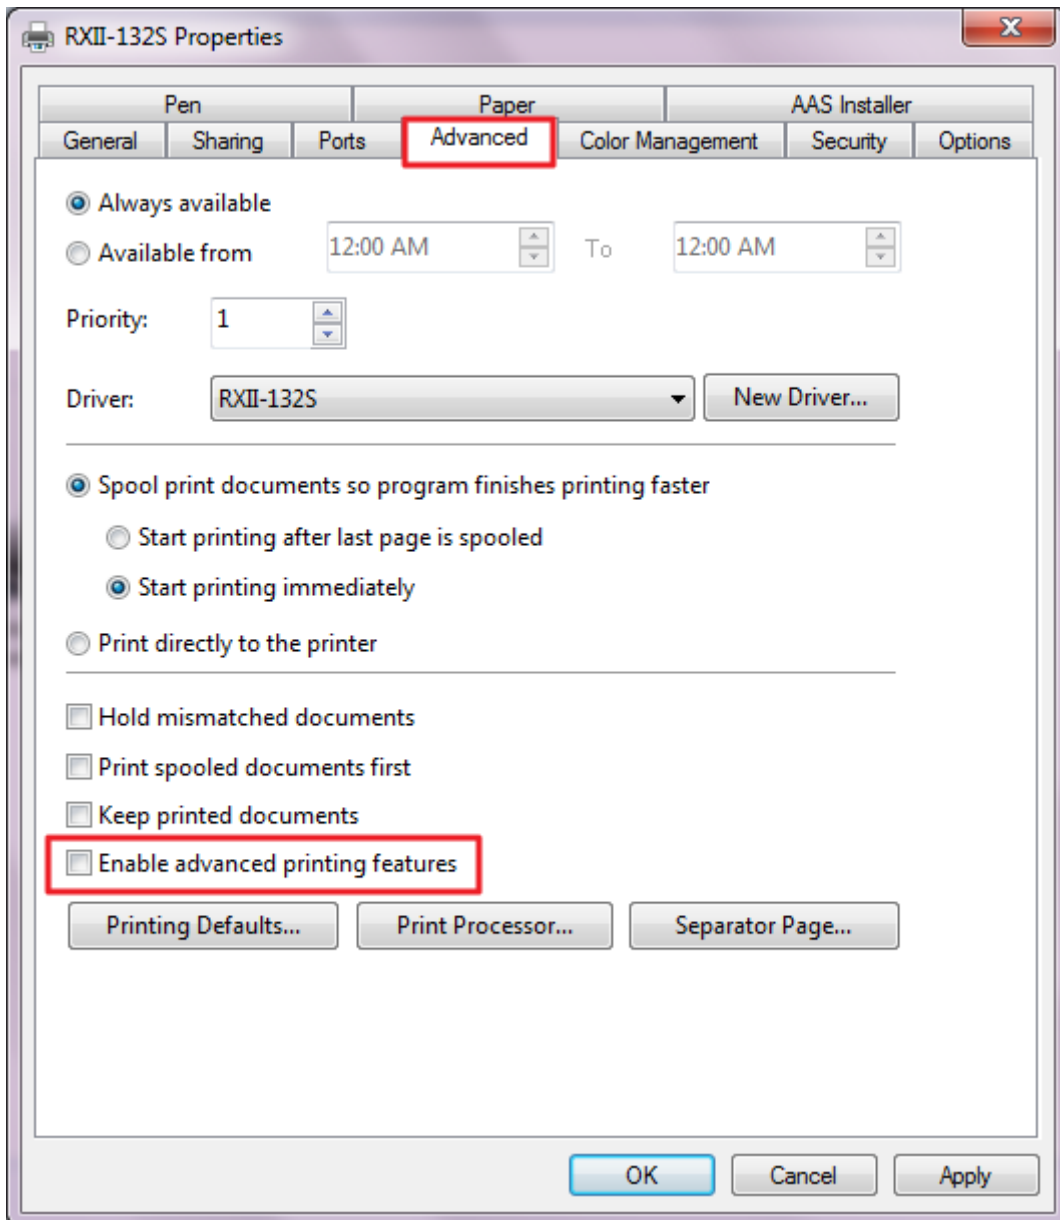 RXII-132S Properties
Pen Paper AAS Installer
General Sharing Ports Advanced Color Management Security Options
Always available
Available from 12:00 AM To 12:00 AM
Priority: 1
Driver: RXII-132S New Driver...
Spool print documents so program finishes printing faster
Start printing after last page is spooled
Start printing immediately
Print directly to the printer
Hold mismatched documents
Print spooled documents first
Keep printed documents
Enable advanced printing features
Printing Defaults... Print Processor... Separator Page...
OK Cancel Apply